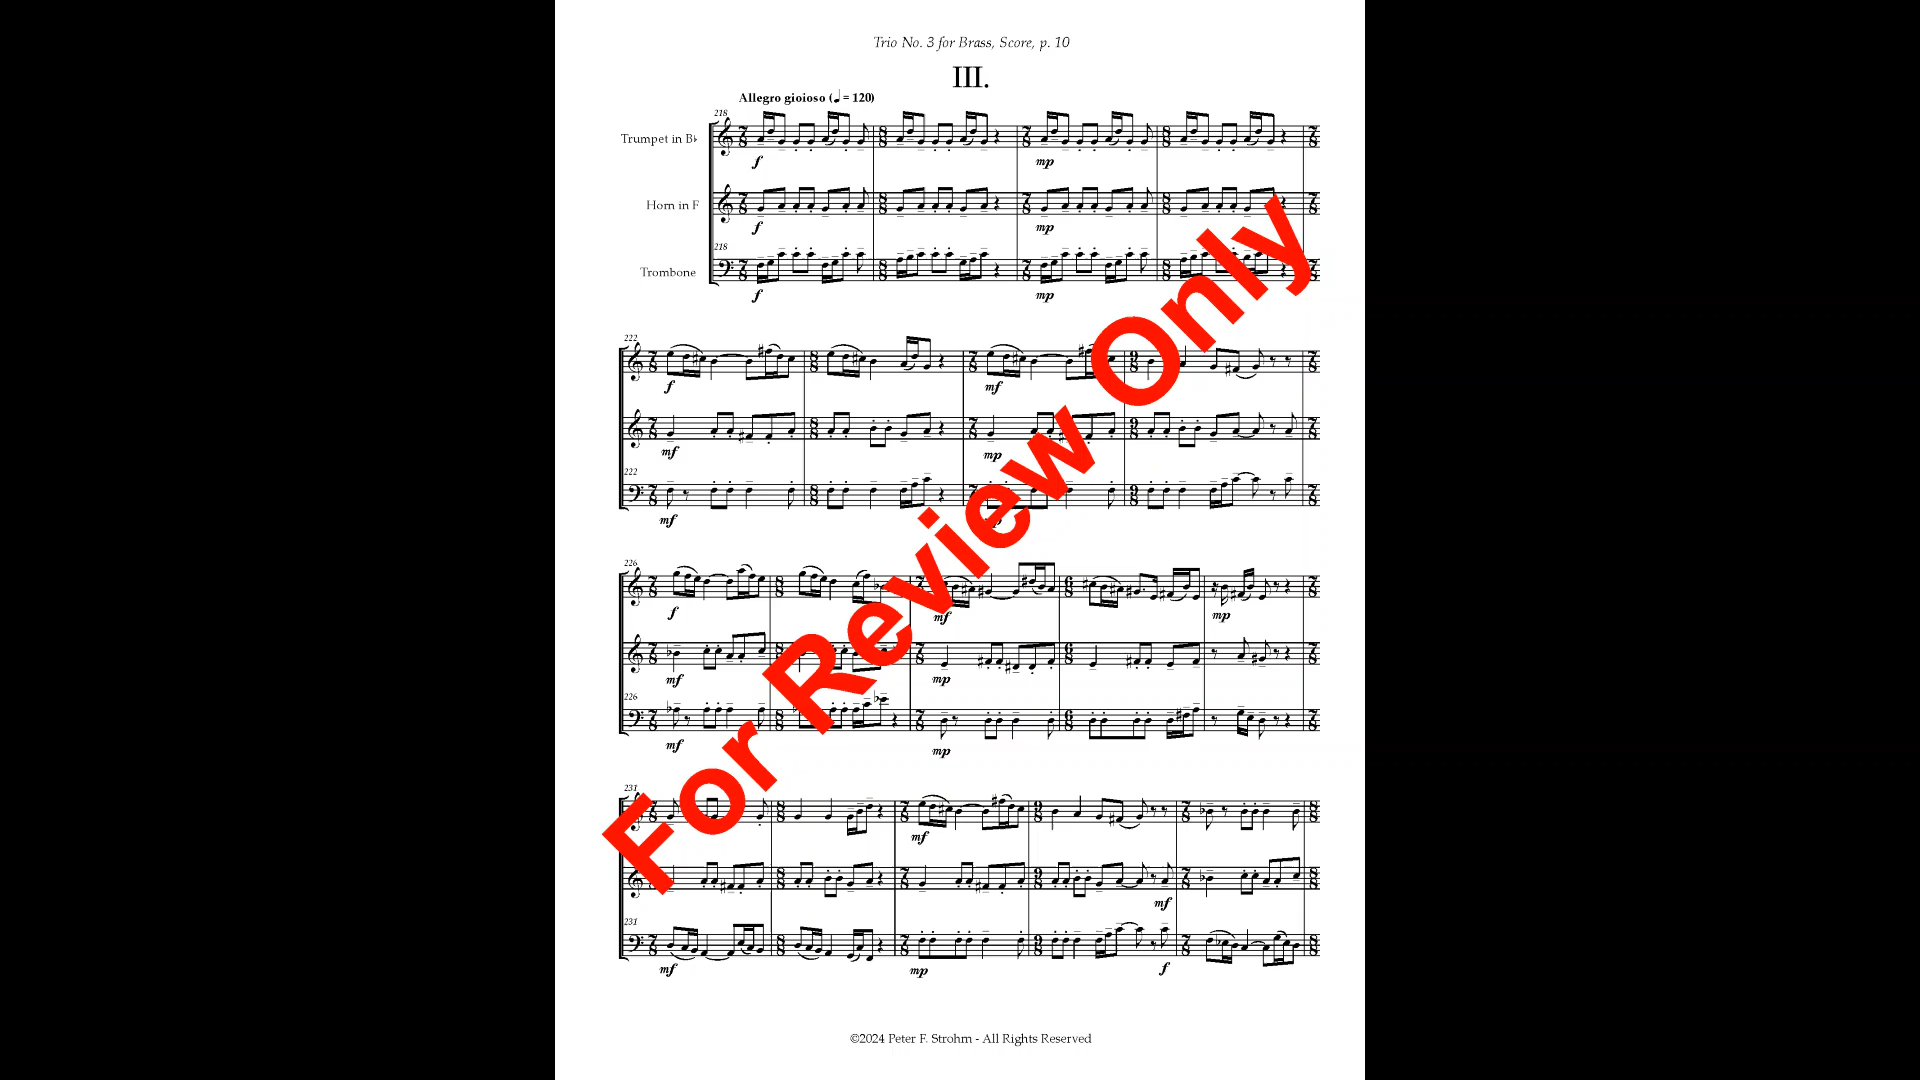 Trio No. 3 for Brass, Score, p. 10
III.
Allegro gioioso (♩ = 120)
218
Trumpet in B♭
f
mp
Horn in F
f
mp
218
Trombone
f
mp
222
f
mf
mf
mp
222
mf
mp
226
f
mf
mp
mf
mp
226
mf
mp
231
mf
mf
231
mf
mp
f
For Review Only
©2024 Peter F. Strohm - All Rights Reserved